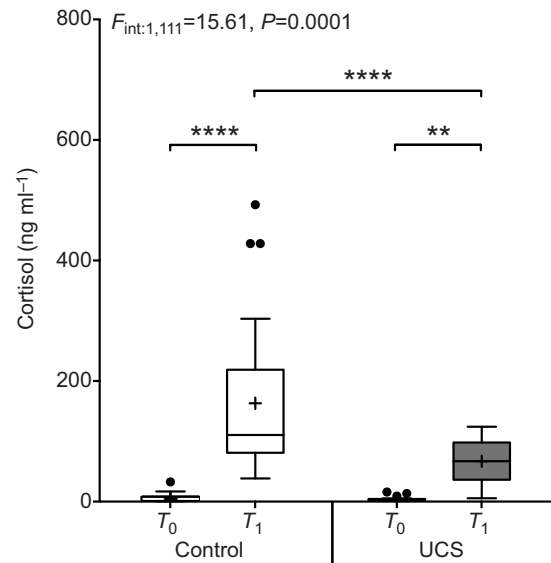 F int:1,111=15.61, P=0.0001
800
600
400
200
0
Cortisol (ng ml⁻¹)
****
****
**
T₀ T₁ T₀ T₁
Control UCS